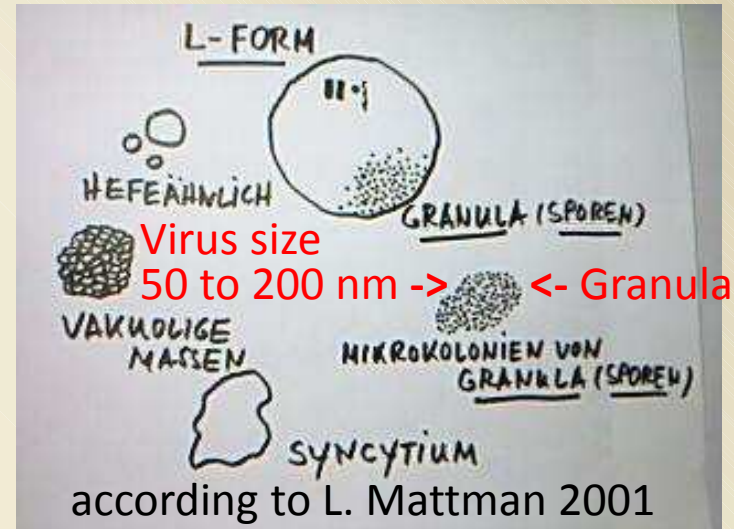 L-FORM
HEFEÄHNLICH
GRANULA (SPOREN)
Virus size
50 to 200 nm -> <- Granula
VAKUOLIGE
MASSEN
MIKROKOLONIEN VON
GRANULA (SPOREN)
SYNCYTIUM
according to L. Mattman 2001